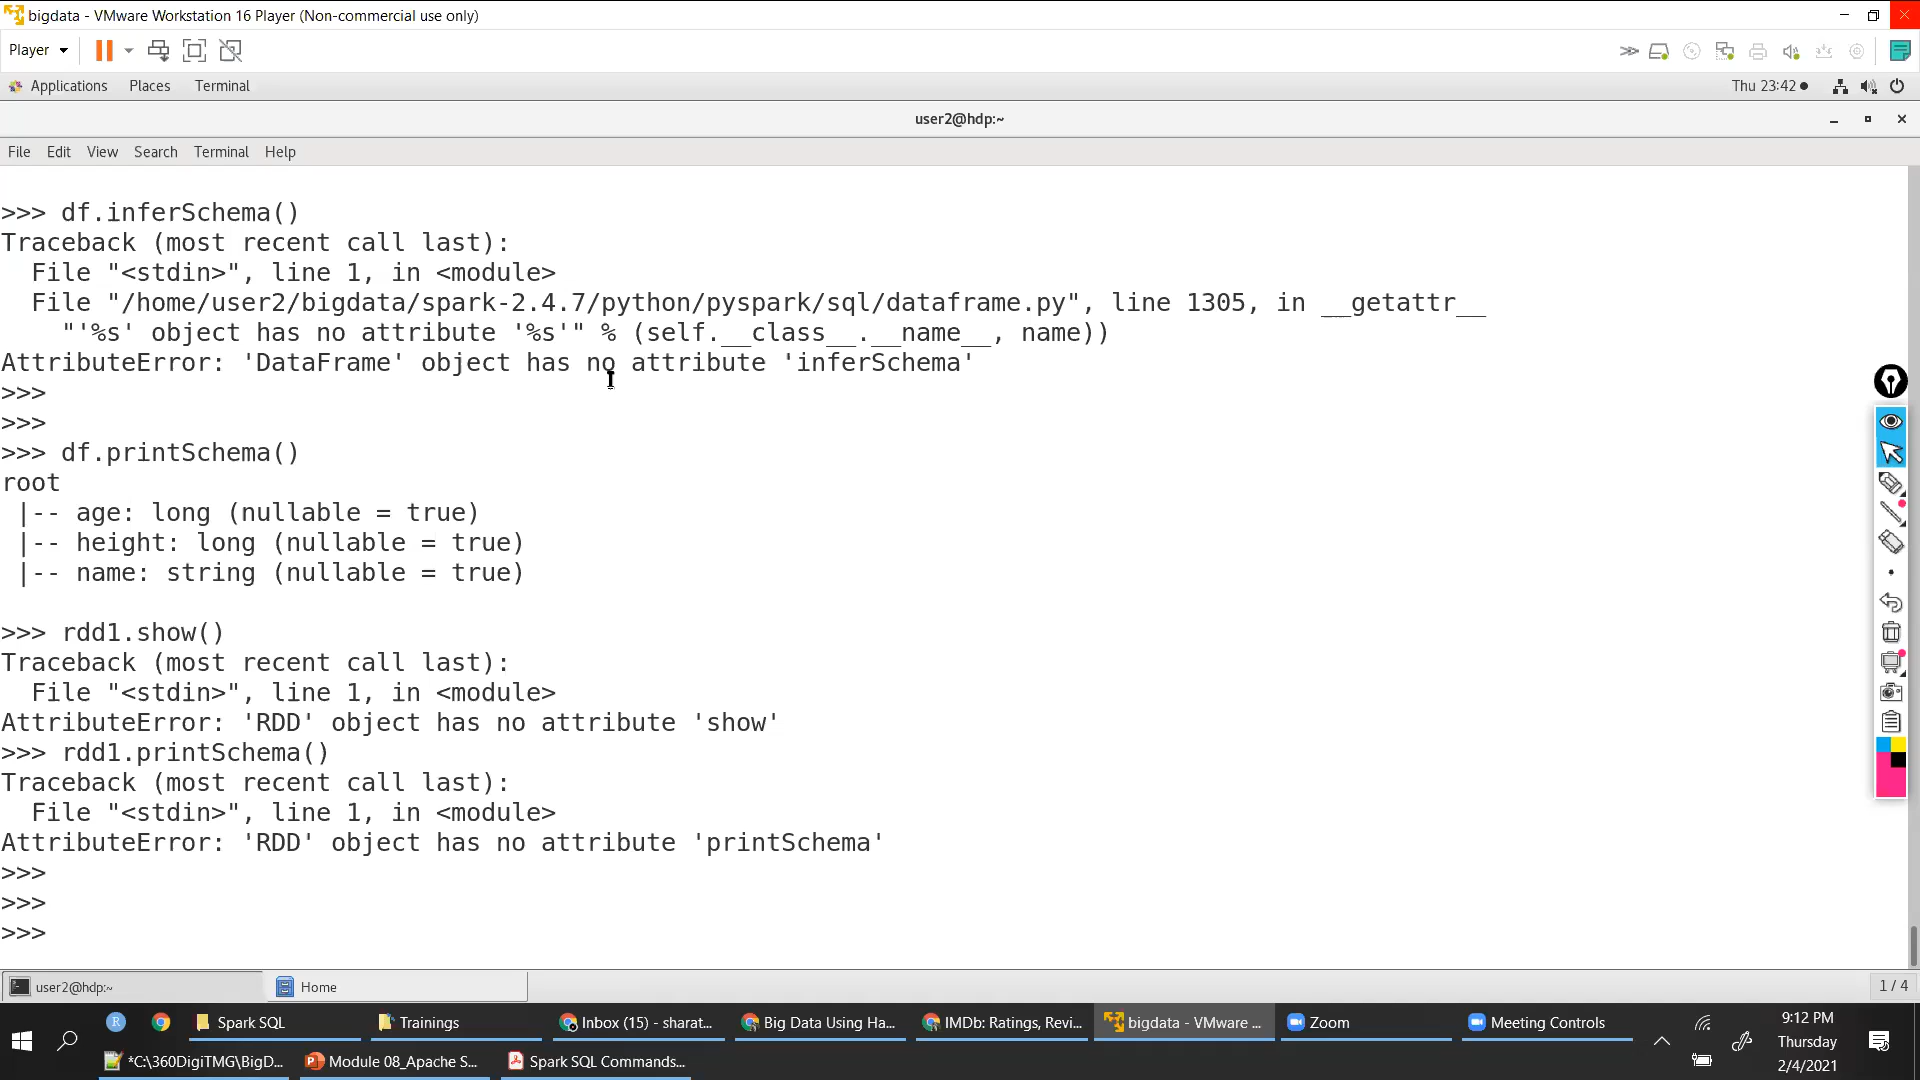 bigdata - VMware Workstation 16 Player (Non-commercial use only)
Player
Applications Places Terminal Thu 23:42
user2@hdp:~
File Edit View Search Terminal Help
>>> df.inferSchema()
Traceback (most recent call last):
File "<stdin>", line 1, in <module>
File "/home/user2/bigdata/spark-2.4.7/python/pyspark/sql/dataframe.py", line 1305, in __getattr__
"'%s' object has no attribute '%s'" % (self.__class__.__name__, name))
AttributeError: 'DataFrame' object has no attribute 'inferSchema'
>>>
>>>
>>> df.printSchema()
root
|-- age: long (nullable = true)
|-- height: long (nullable = true)
|-- name: string (nullable = true)
>>> rdd1.show()
Traceback (most recent call last):
File "<stdin>", line 1, in <module>
AttributeError: 'RDD' object has no attribute 'show'
>>> rdd1.printSchema()
Traceback (most recent call last):
File "<stdin>", line 1, in <module>
AttributeError: 'RDD' object has no attribute 'printSchema'
>>>
>>>
>>>
user2@hdp:~ Home 1 / 4
R Spark SQL Trainings Inbox (15) - sharat... Big Data Using Ha... IMDb: Ratings, Revi... bigdata - VMware ... Zoom Meeting Controls
*C:\360DigiTMG\BigD... Module 08_Apache S... Spark SQL Commands...
9:12 PM
Thursday
2/4/2021